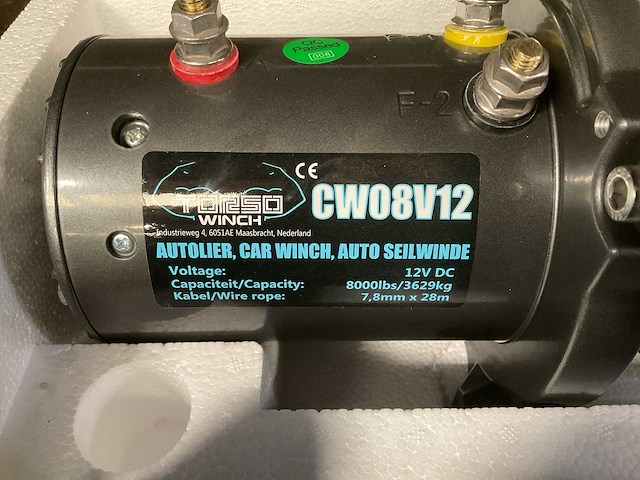 QC
Passed
008
A
F-2
CE
TORSO
WINCH
CW08V12
Industrieweg 4, 6051AE Maasbracht, Nederland
AUTOLIER, CAR WINCH, AUTO SEILWINDE
Voltage: 12V DC
Capaciteit/Capacity: 8000lbs/3629kg
Kabel/Wire rope: 7,8mm x 28m